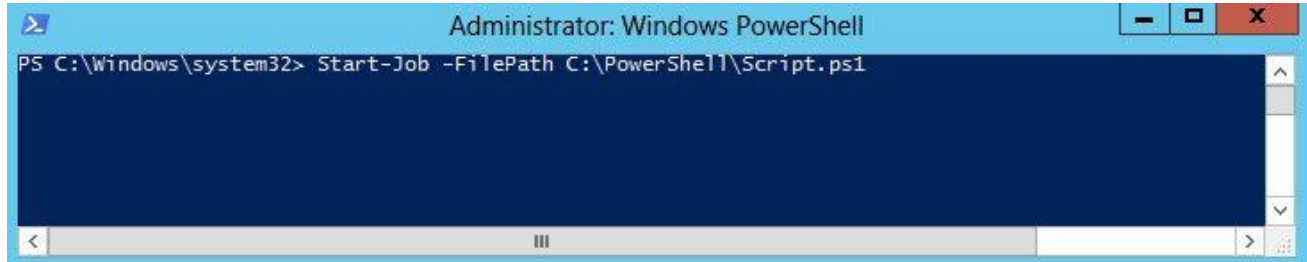 Administrator: Windows PowerShell
PS C:\Windows\system32> Start-Job -FilePath C:\PowerShell\Script.ps1